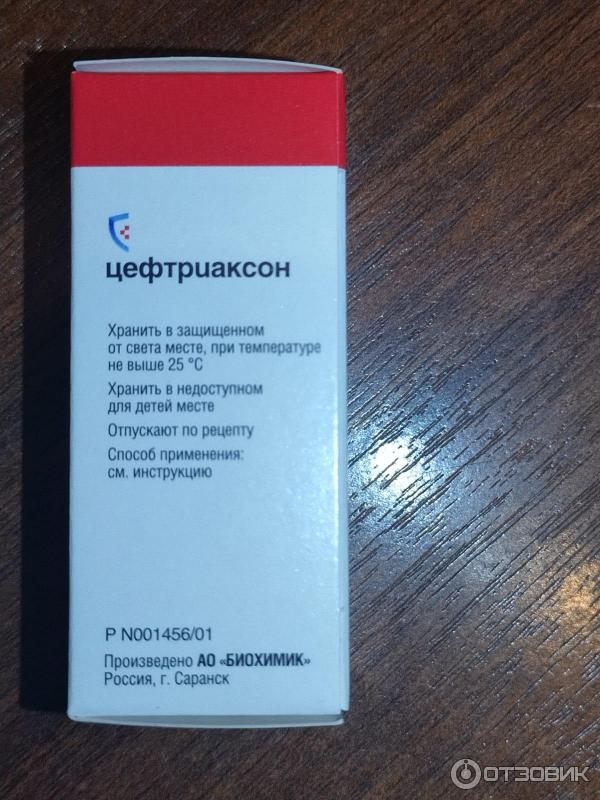 цефтриаксон
Хранить в защищенном
от света месте, при температуре
не выше 25 °С
Хранить в недоступном
для детей месте
Отпускают по рецепту
Способ применения:
см. инструкцию
Р N001456/01
Произведено АО «БИОХИМИК»
Россия, г. Саранск
ОТЗОВИК